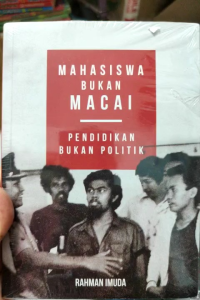 MAHASISWA
BUKAN
MACAI
PENDIDIKAN
BUKAN POLITIK
RAHMAN IMUDA